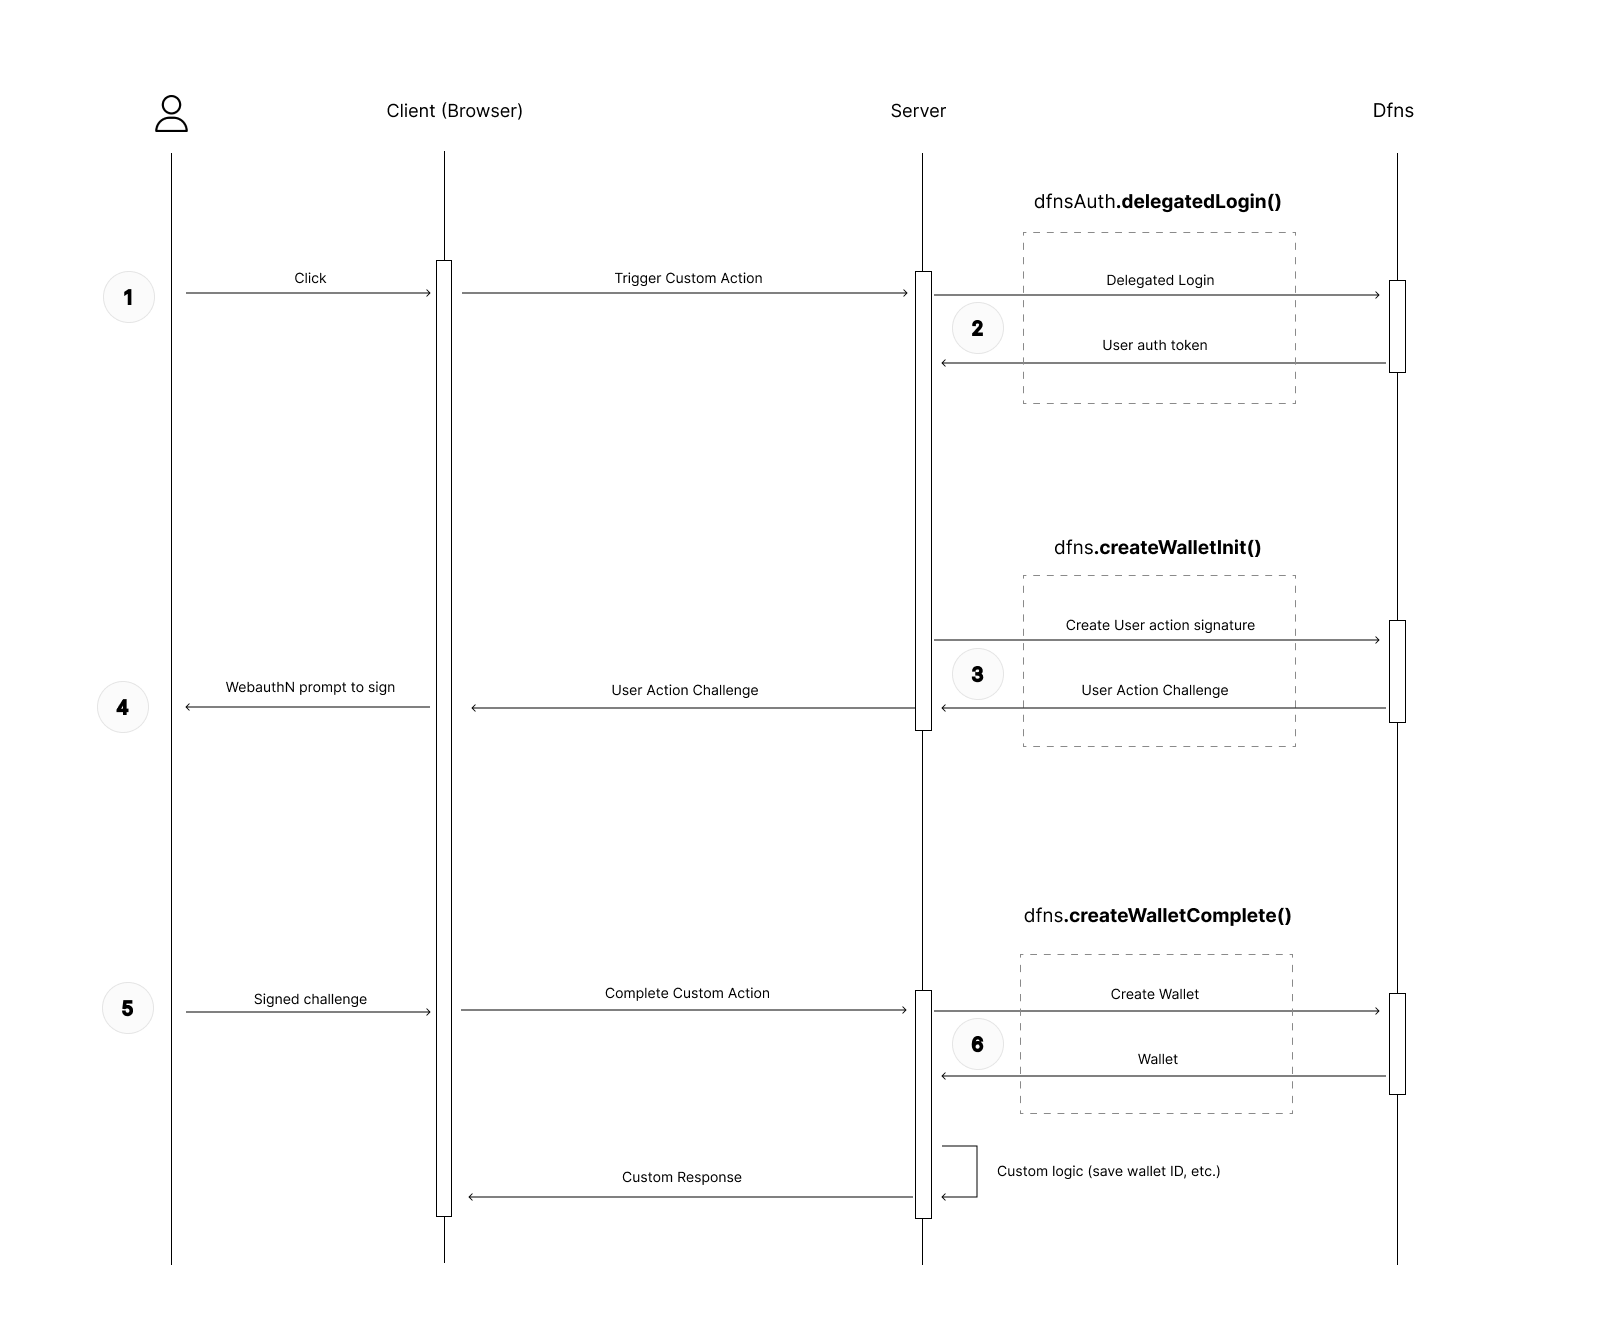 Client (Browser)
Server
Dfns
dfnsAuth.delegatedLogin()
1
Click
Trigger Custom Action
Delegated Login
2
User auth token
dfns.createWalletInit()
Create User action signature
3
4
WebauthN prompt to sign
User Action Challenge
User Action Challenge
dfns.createWalletComplete()
5
Signed challenge
Complete Custom Action
Create Wallet
6
Wallet
Custom logic (save wallet ID, etc.)
Custom Response